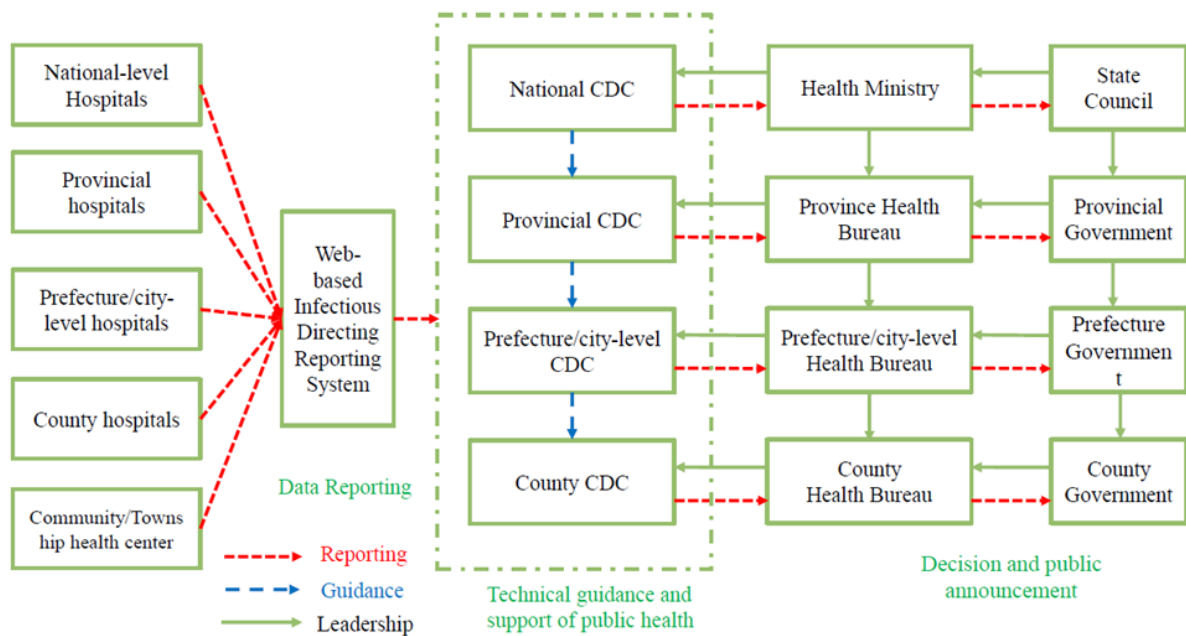 National-level
Hospitals
Provincial
hospitals
Prefecture/city-
level hospitals
County hospitals
Community/Towns
hip health center
Web-
based
Infectious
Directing
Reporting
System
Data Reporting
Reporting
Guidance
Leadership
National CDC
Provincial CDC
Prefecture/city-level
CDC
County CDC
Technical guidance and
support of public health
Health Ministry
Province Health
Bureau
Prefecture/city-level
Health Bureau
County
Health Bureau
State
Council
Provincial
Government
Prefecture
Governmen
t
County
Government
Decision and public
announcement